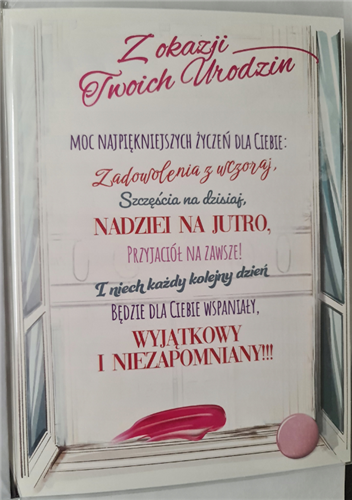 Z okazji
Twoich Urodzin
MOC NAJPIĘKNIEJSZYCH ŻYCZEŃ DLA CIEBIE:
Zadowolenia z wczoraj,
Szczęścia na dzisiaj,
NADZIEI NA JUTRO,
PRZYJACIÓŁ NA ZAWSZE!
I niech każdy kolejny dzień
BĘDZIE DLA CIEBIE WSPANIAŁY,
WYJĄTKOWY
I NIEZAPOMNIANY!!!